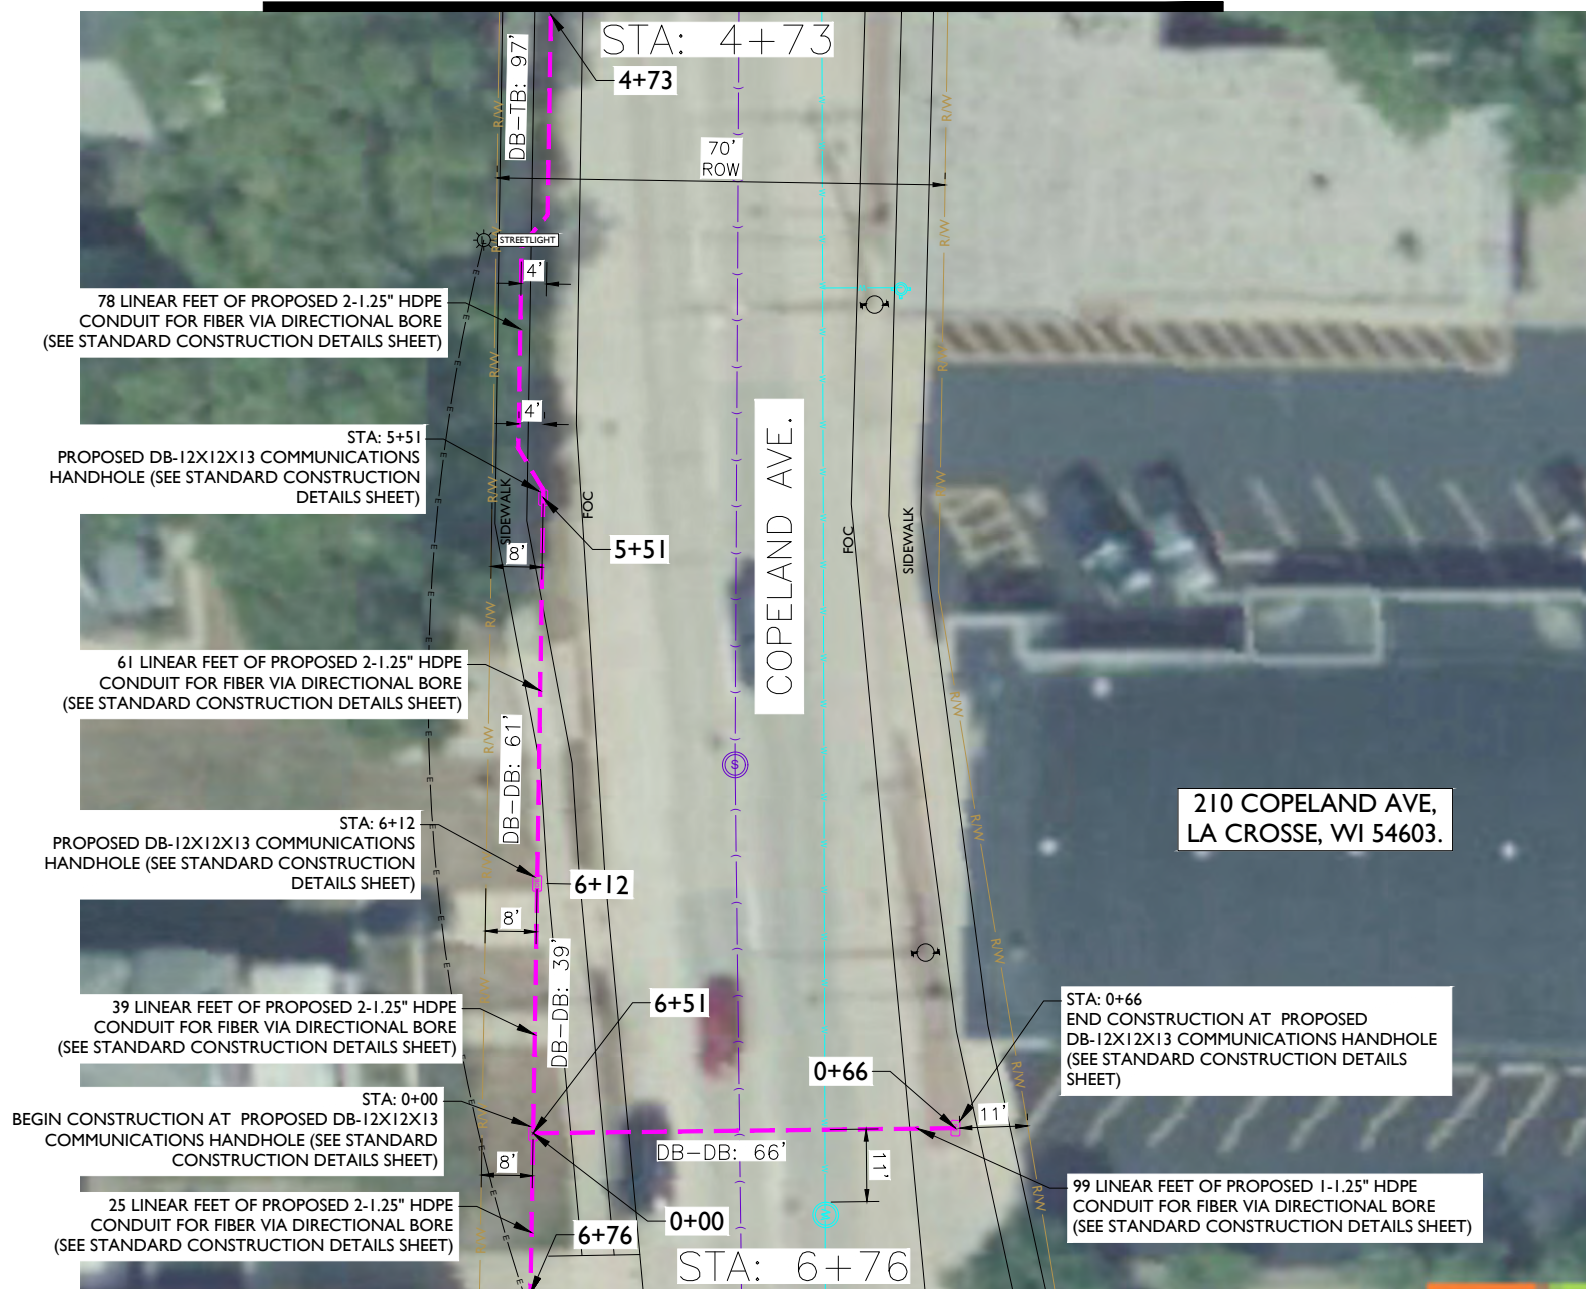 STA: 4+73
4+73
DB-TB: 97'
R/W
R/W
70'
ROW
STREETLIGHT
R/W
R/W
4'
78 LINEAR FEET OF PROPOSED 2-1.25" HDPE
CONDUIT FOR FIBER VIA DIRECTIONAL BORE
(SEE STANDARD CONSTRUCTION DETAILS SHEET)
R/W
R/W
4'
COPELAND AVE.
STA: 5+51
PROPOSED DB-12X12X13 COMMUNICATIONS
HANDHOLE (SEE STANDARD CONSTRUCTION
DETAILS SHEET)
R/W
R/W
SIDEWALK
FOC
FOC
SIDEWALK
5+51
8'
R/W
61 LINEAR FEET OF PROPOSED 2-1.25" HDPE
CONDUIT FOR FIBER VIA DIRECTIONAL BORE
(SEE STANDARD CONSTRUCTION DETAILS SHEET)
R/W
R/W
DB-DB: 61'
S
210 COPELAND AVE,
LA CROSSE, WI 54603.
STA: 6+12
PROPOSED DB-12X12X13 COMMUNICATIONS
HANDHOLE (SEE STANDARD CONSTRUCTION
DETAILS SHEET)
R/W
R/W
6+12
8'
DB-DB: 39'
R/W
R/W
39 LINEAR FEET OF PROPOSED 2-1.25" HDPE
CONDUIT FOR FIBER VIA DIRECTIONAL BORE
(SEE STANDARD CONSTRUCTION DETAILS SHEET)
6+51
STA: 0+66
END CONSTRUCTION AT PROPOSED
DB-12X12X13 COMMUNICATIONS HANDHOLE
(SEE STANDARD CONSTRUCTION DETAILS
SHEET)
0+66
R/W
STA: 0+00
BEGIN CONSTRUCTION AT PROPOSED DB-12X12X13
COMMUNICATIONS HANDHOLE (SEE STANDARD
CONSTRUCTION DETAILS SHEET)
R/W
11'
DB-DB: 66'
11'
8'
99 LINEAR FEET OF PROPOSED 1-1.25" HDPE
CONDUIT FOR FIBER VIA DIRECTIONAL BORE
(SEE STANDARD CONSTRUCTION DETAILS SHEET)
R/W
25 LINEAR FEET OF PROPOSED 2-1.25" HDPE
CONDUIT FOR FIBER VIA DIRECTIONAL BORE
(SEE STANDARD CONSTRUCTION DETAILS SHEET)
R/W
0+00
6+76
STA: 6+76